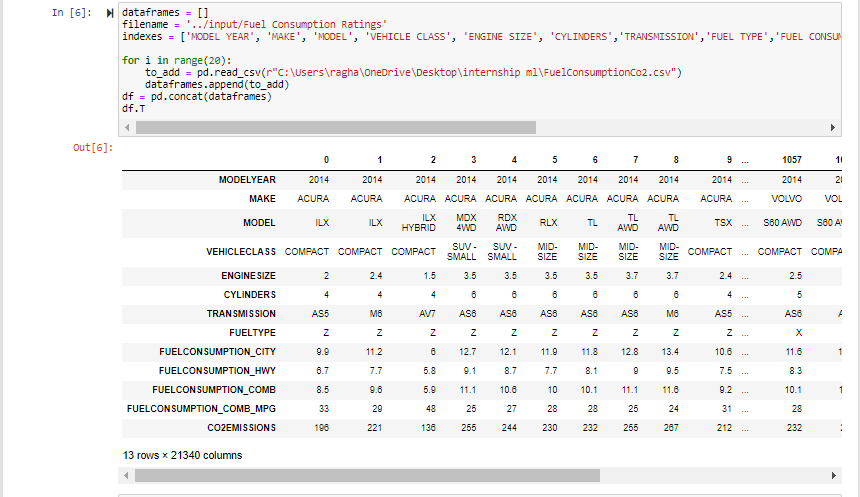 In [6]:
dataframes = []
filename = '../input/Fuel Consumption Ratings'
indexes = ['MODEL YEAR', 'MAKE', 'MODEL', 'VEHICLE CLASS', 'ENGINE SIZE', 'CYLINDERS','TRANSMISSION','FUEL TYPE','FUEL CONSUM
for i in range(20):
    to_add = pd.read_csv(r"C:\Users\ragha\OneDrive\Desktop\internship ml\FuelConsumptionCo2.csv")
    dataframes.append(to_add)
df = pd.concat(dataframes)
df.T
Out[6]:
0 1 2 3 4 5 6 7 8 9 ... 1057 10
MODELYEAR 2014 2014 2014 2014 2014 2014 2014 2014 2014 2014 ... 2014 20
MAKE ACURA ACURA ACURA ACURA ACURA ACURA ACURA ACURA ACURA ACURA ... VOLVO VOL
MODEL ILX ILX ILX HYBRID MDX 4WD RDX AWD RLX TL TL AWD TL AWD TSX ... S60 AWD S60 A
VEHICLECLASS COMPACT COMPACT COMPACT SUV - SMALL SUV - SMALL MID-SIZE MID-SIZE MID-SIZE MID-SIZE COMPACT ... COMPACT COMPA
ENGINESIZE 2 2.4 1.5 3.5 3.5 3.5 3.5 3.7 3.7 2.4 ... 2.5
CYLINDERS 4 4 4 6 6 6 6 6 6 4 ... 5
TRANSMISSION AS5 M6 AV7 AS6 AS6 AS6 AS6 AS6 M6 AS5 ... AS6
FUELTYPE Z Z Z Z Z Z Z Z Z Z ... X
FUELCONSUMPTION_CITY 9.9 11.2 6 12.7 12.1 11.9 11.8 12.8 13.4 10.6 ... 11.6 1
FUELCONSUMPTION_HWY 6.7 7.7 5.8 9.1 8.7 7.7 8.1 9 9.5 7.5 ... 8.3
FUELCONSUMPTION_COMB 8.5 9.6 5.9 11.1 10.6 10 10.1 11.1 11.6 9.2 ... 10.1 1
FUELCONSUMPTION_COMB_MPG 33 29 48 25 27 28 28 25 24 31 ... 28
CO2EMISSIONS 196 221 136 255 244 230 232 255 267 212 ... 232
13 rows × 21340 columns